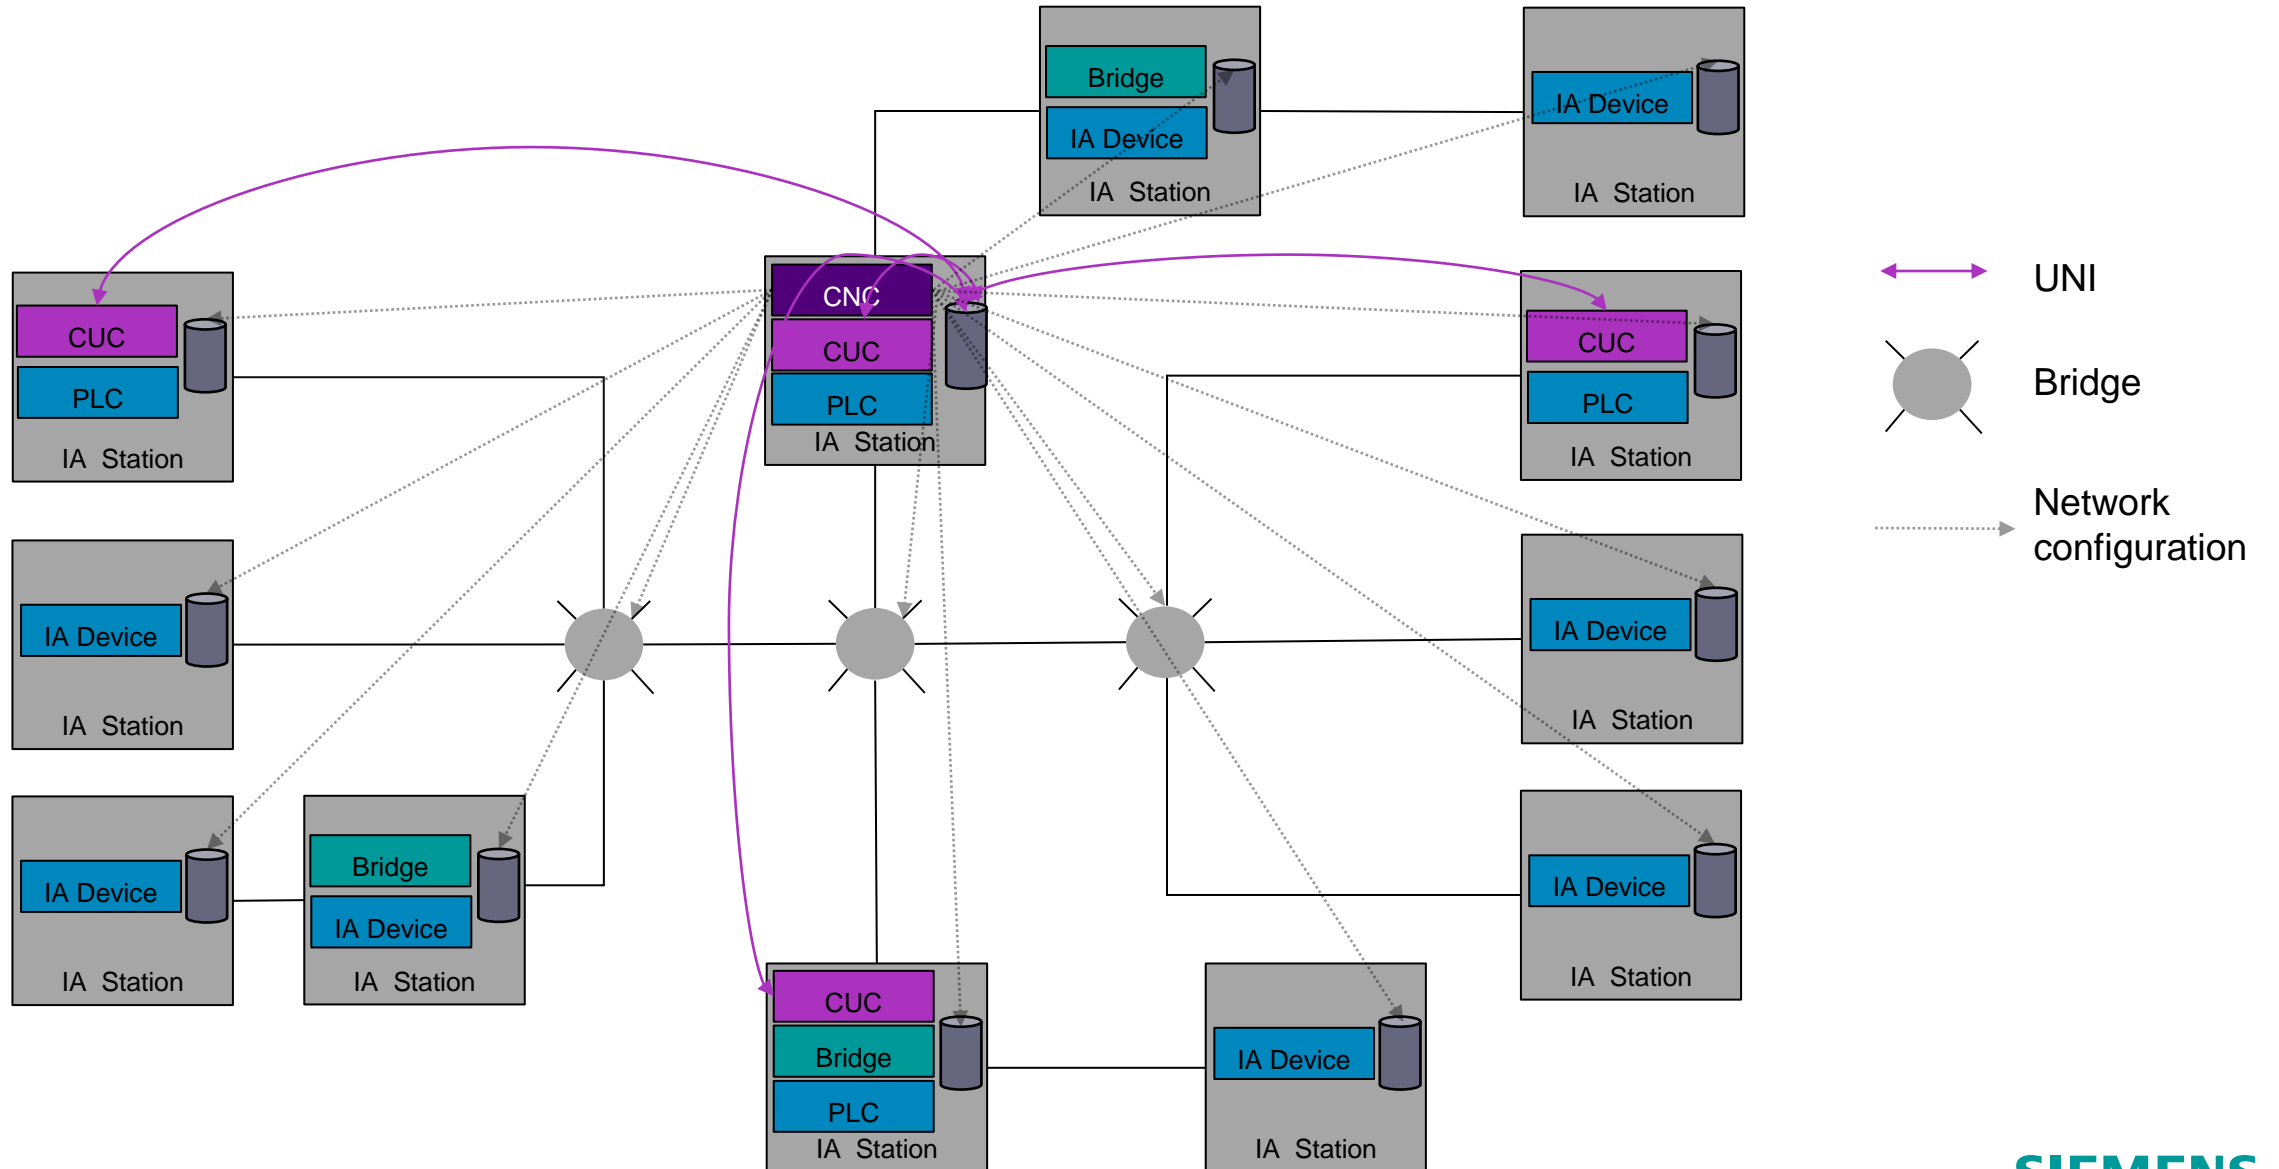 Bridge
IA Device
IA Station
IA Device
IA Station
CUC
PLC
IA Station
CNC
CUC
PLC
IA Station
CUC
PLC
IA Station
UNI
Bridge
Network
configuration
IA Device
IA Station
IA Device
IA Station
IA Device
IA Station
Bridge
IA Device
IA Station
IA Device
IA Station
CUC
Bridge
PLC
IA Station
IA Device
IA Station
SIEMENS